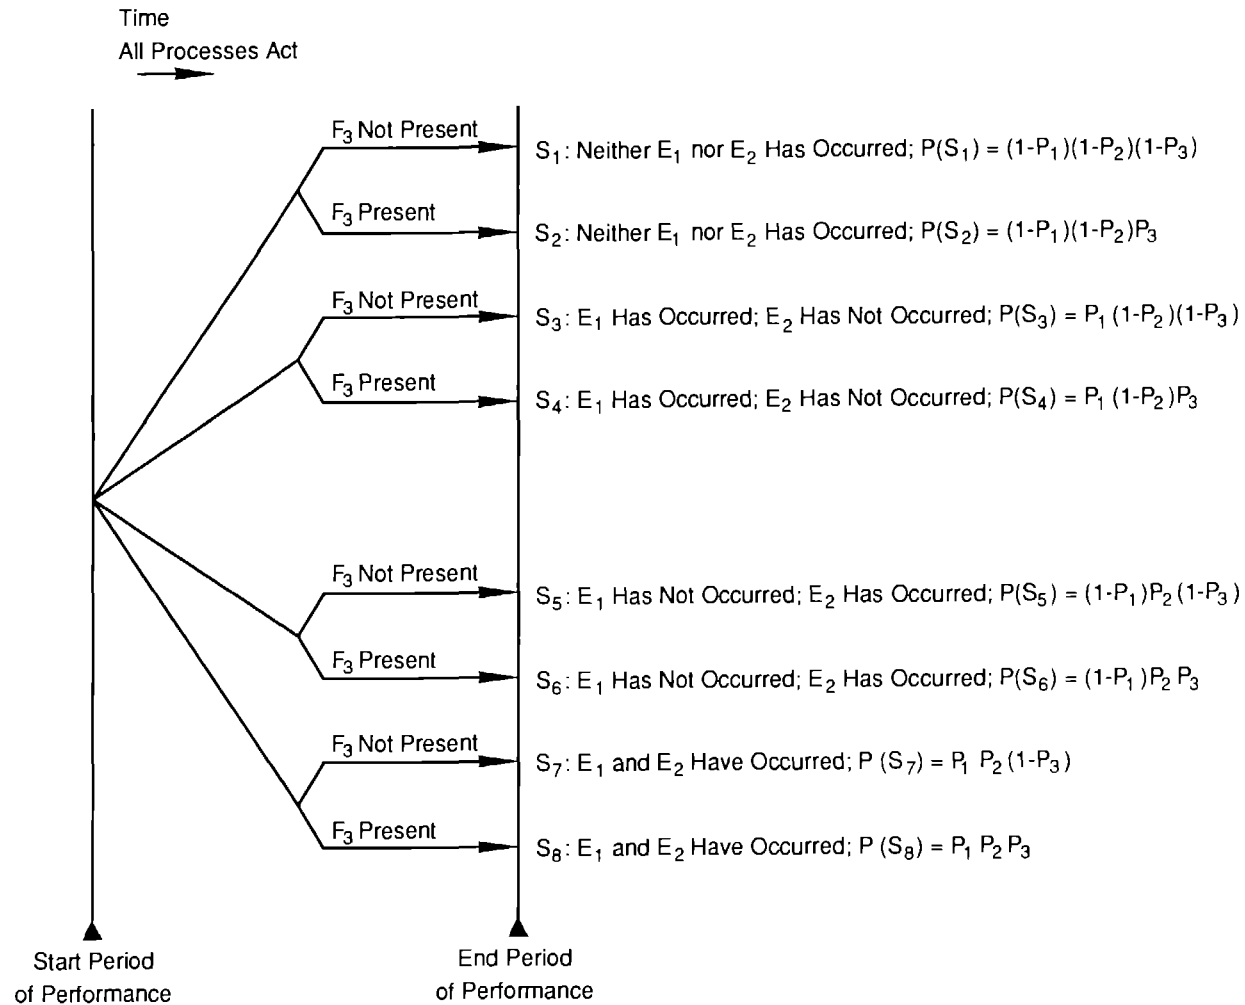 Time
All Processes Act
F₃ Not Present
S₁: Neither E₁ nor E₂ Has Occurred; P(S₁) = (1-P₁)(1-P₂)(1-P₃)
F₃ Present
S₂: Neither E₁ nor E₂ Has Occurred; P(S₂) = (1-P₁)(1-P₂)P₃
F₃ Not Present
S₃: E₁ Has Occurred; E₂ Has Not Occurred; P(S₃) = P₁ (1-P₂)(1-P₃)
F₃ Present
S₄: E₁ Has Occurred; E₂ Has Not Occurred; P(S₄) = P₁ (1-P₂)P₃
F₃ Not Present
S₅: E₁ Has Not Occurred; E₂ Has Occurred; P(S₅) = (1-P₁)P₂(1-P₃)
F₃ Present
S₆: E₁ Has Not Occurred; E₂ Has Occurred; P(S₆) = (1-P₁)P₂ P₃
F₃ Not Present
S₇: E₁ and E₂ Have Occurred; P (S₇) = P₁ P₂(1-P₃)
F₃ Present
S₈: E₁ and E₂ Have Occurred; P (S₈) = P₁ P₂ P₃
Start Period
of Performance
End Period
of Performance